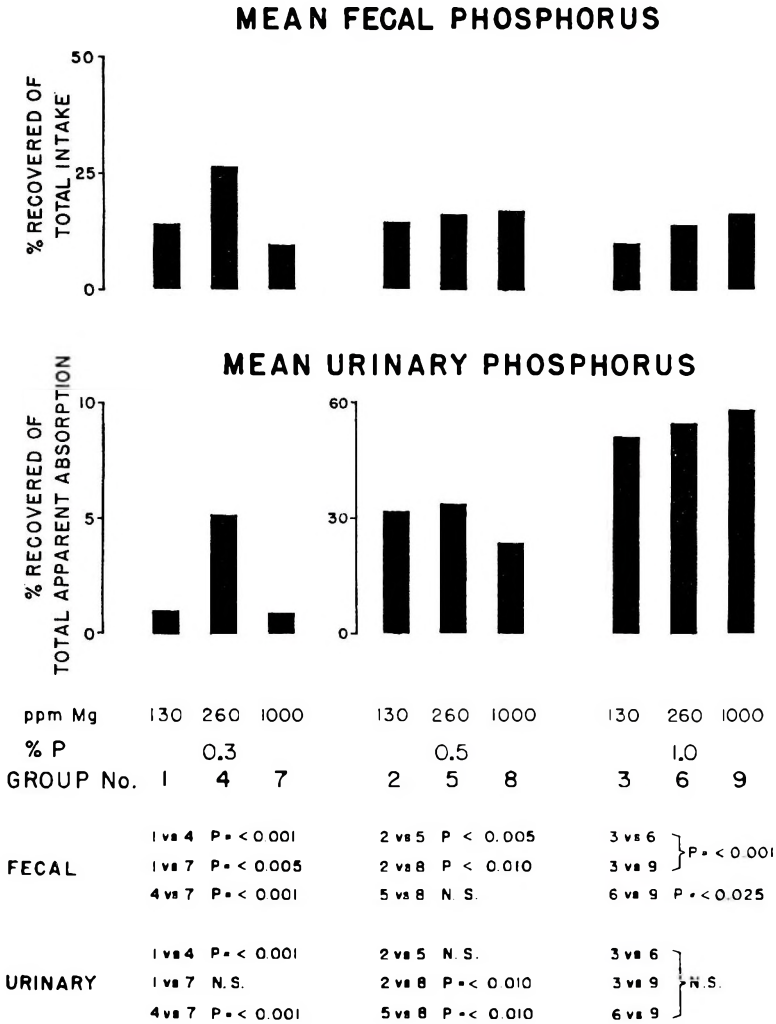 MEAN FECAL PHOSPHORUS
% RECOVERED OF
TOTAL INTAKE
50
25
0
MEAN URINARY PHOSPHORUS
% RECOVERED OF
TOTAL APPARENT ABSORPTION
10
5
0
60
30
0
ppm Mg 130 260 1000 130 260 1000 130 260 1000
% P 0.3 0.5 1.0
GROUP No. 1 4 7 2 5 8 3 6 9
FECAL
1 vs 4 P = < 0.001
1 vs 7 P = < 0.005
4 vs 7 P = < 0.001
2 vs 5 P < 0.005
2 vs 8 P < 0.010
5 vs 8 N. S.
3 vs 6
3 vs 9
P = < 0.001
6 vs 9 P = < 0.025
URINARY
1 vs 4 P = < 0.001
1 vs 7 N. S.
4 vs 7 P = < 0.001
2 vs 5 N. S.
2 vs 8 P = < 0.010
5 vs 8 P = < 0.010
3 vs 6
3 vs 9
6 vs 9
N. S.